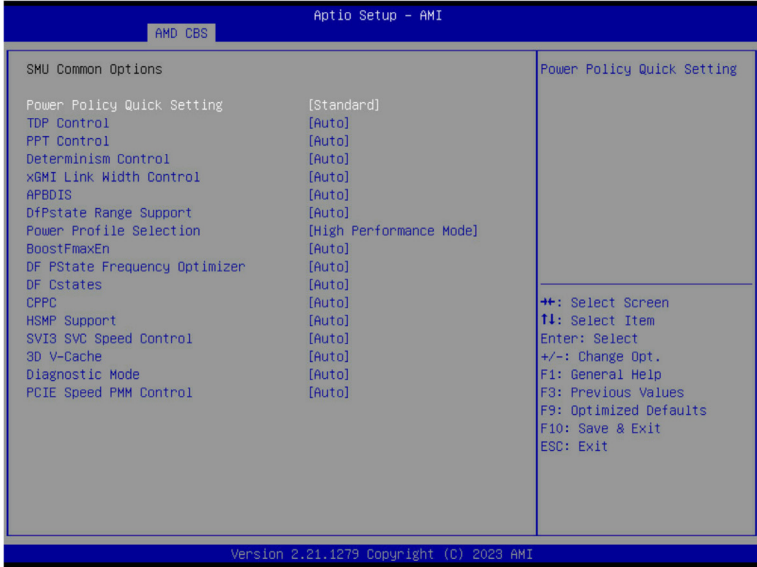 Aptio Setup – AMI
AMD CBS
SMU Common Options
Power Policy Quick Setting [Standard]
TDP Control [Auto]
PPT Control [Auto]
Determinism Control [Auto]
xGMI Link Width Control [Auto]
APBDIS [Auto]
DfPstate Range Support [Auto]
Power Profile Selection [High Performance Mode]
BoostFmaxEn [Auto]
DF PState Frequency Optimizer [Auto]
DF Cstates [Auto]
CPPC [Auto]
HSMP Support [Auto]
SVI3 SVC Speed Control [Auto]
3D V-Cache [Auto]
Diagnostic Mode [Auto]
PCIE Speed PMM Control [Auto]
Power Policy Quick Setting
→←: Select Screen
↑↓: Select Item
Enter: Select
+/-: Change Opt.
F1: General Help
F3: Previous Values
F9: Optimized Defaults
F10: Save & Exit
ESC: Exit
Version 2.21.1279 Copyright (C) 2023 AMI